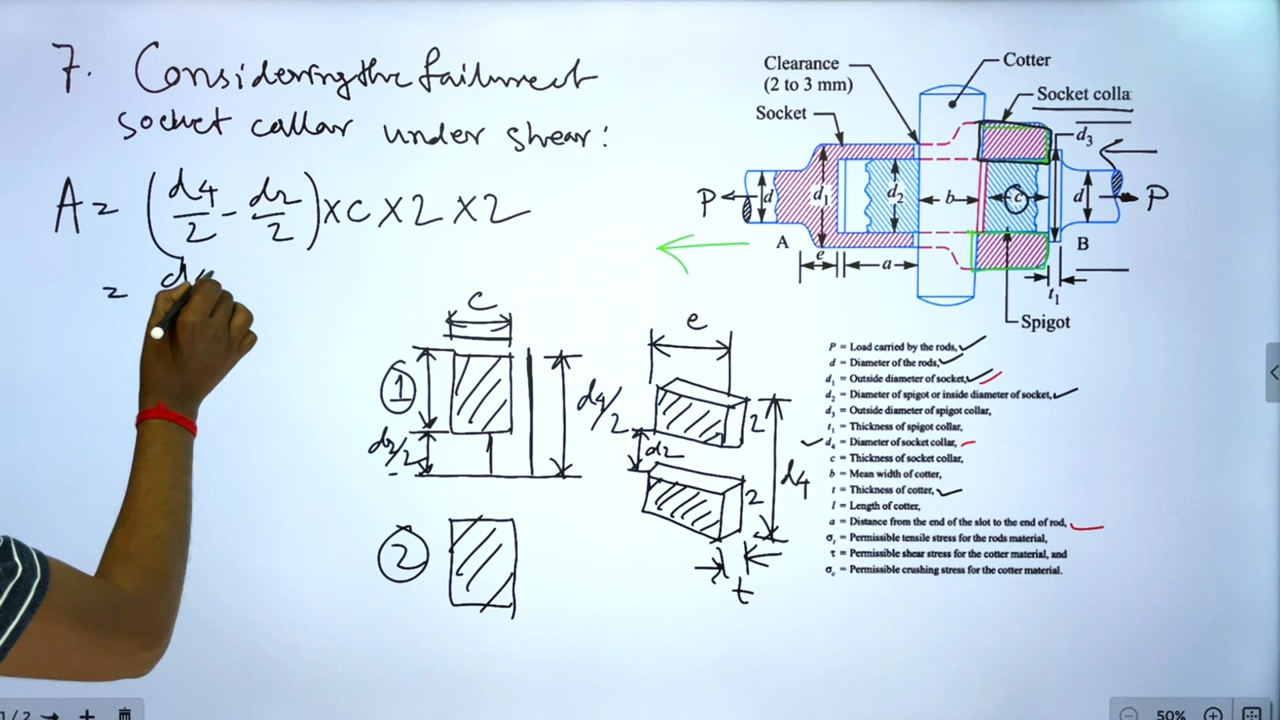 7. Considering the failure of
socket collar under shear:
A = (d4/2 - d2/2) x c x 2 x 2
= d4
c
1
d4/2
d2/2
2
e
2
d2
2
d4
t
Clearance
(2 to 3 mm)
Cotter
Socket
Socket colla
d3
P
d
d1
d2
b
c
d
P
A
B
e
a
t1
Spigot
P = Load carried by the rods,
d = Diameter of the rods,
d1 = Outside diameter of socket,
d2 = Diameter of spigot or inside diameter of socket,
d3 = Outside diameter of spigot collar,
t1 = Thickness of spigot collar,
d4 = Diameter of socket collar,
c = Thickness of socket collar,
b = Mean width of cotter,
t = Thickness of cotter,
l = Length of cotter,
a = Distance from the end of the slot to the end of rod,
σt = Permissible tensile stress for the rods material,
τ = Permissible shear stress for the cotter material, and
σc = Permissible crushing stress for the cotter material.
1/2
50%